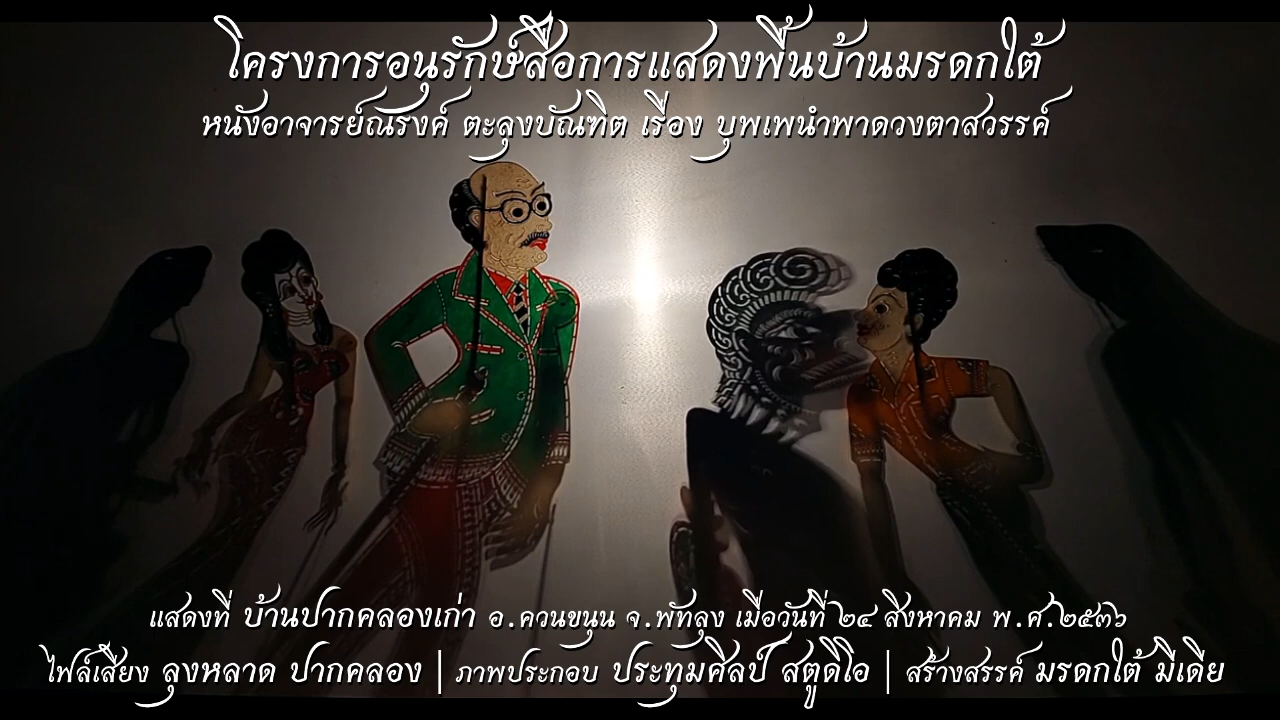 โครงการอนุรักษ์สื่อการแสดงพื้นบ้านมรดกใต้
หนังอาจารย์ณรงค์ ตะลุงบัณฑิต เรื่อง บุพเพนำพาดวงตาสวรรค์
แสดงที่ บ้านปากคลองเก่า อ.ควนขนุน จ.พัทลุง เมื่อวันที่ ๒๔ สิงหาคม พ.ศ.๒๕๓๖
ไฟล์เสียง ลุงหลาด ปากคลอง | ภาพประกอบ ประทุมศิลป์ สตูดิโอ | สร้างสรรค์ มรดกใต้ มีเดีย